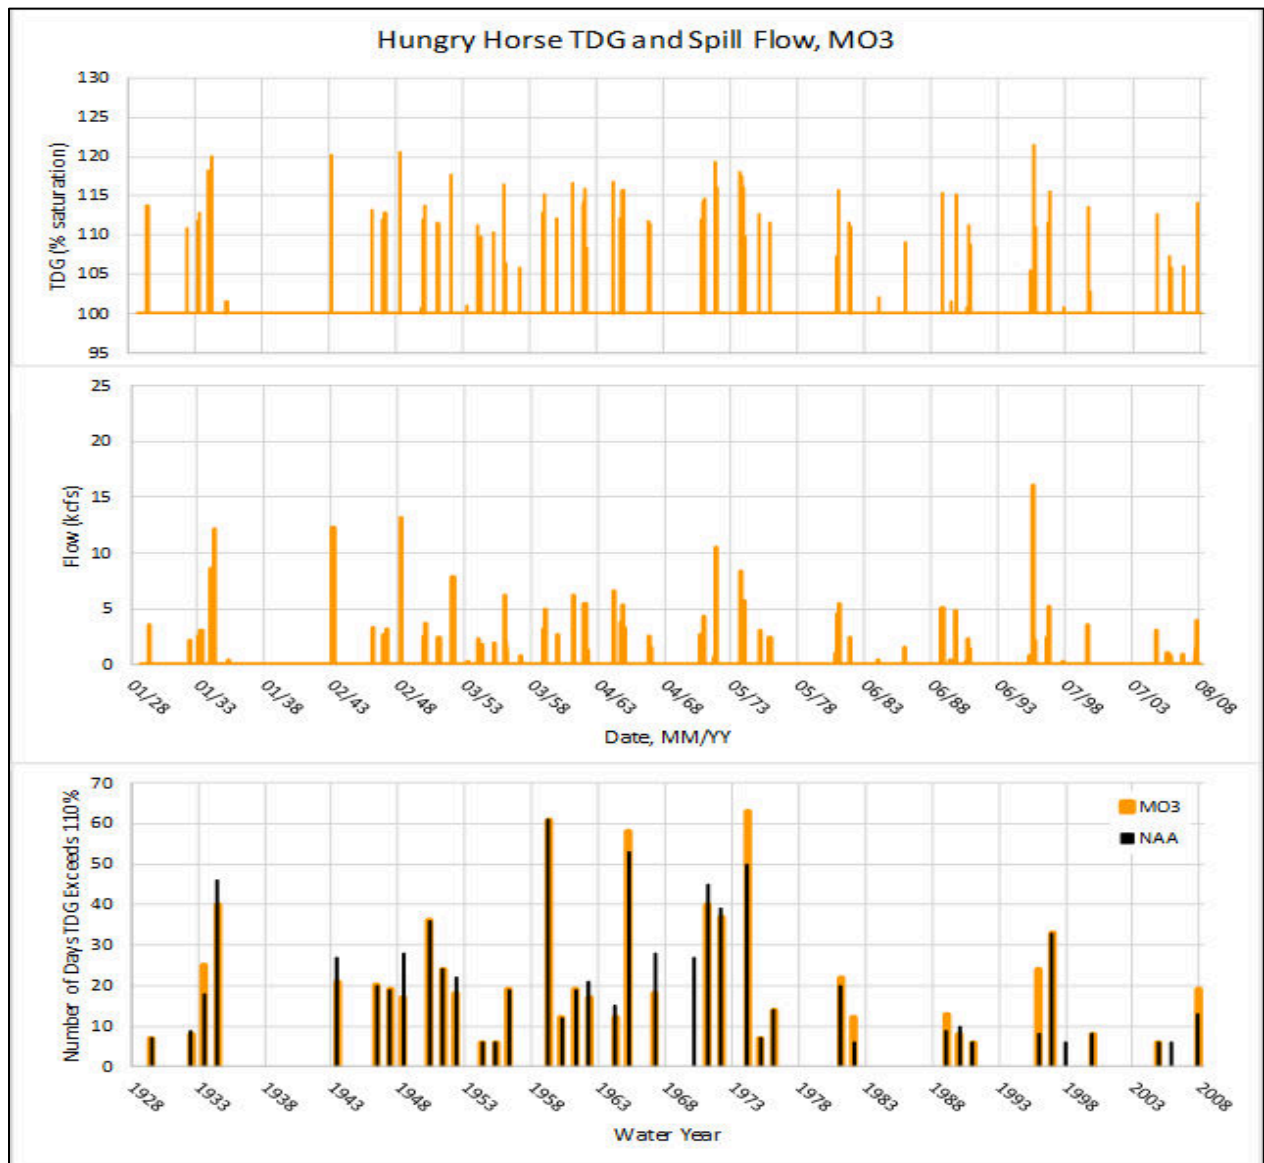 Hungry Horse TDG and Spill Flow, MO3
TDG (% saturation)
130
125
120
115
110
105
100
95
Flow (kcfs)
25
20
15
10
5
0
01/28 01/33 01/38 02/43 02/48 03/53 03/58 04/63 04/68 05/73 05/78 06/83 06/88 06/93 07/98 07/03 08/08
Date, MM/YY
Number of Days TDG Exceeds 110%
70
60
50
40
30
20
10
0
MO3
NAA
1928 1933 1938 1943 1948 1953 1958 1963 1968 1973 1978 1983 1988 1993 1998 2003 2008
Water Year